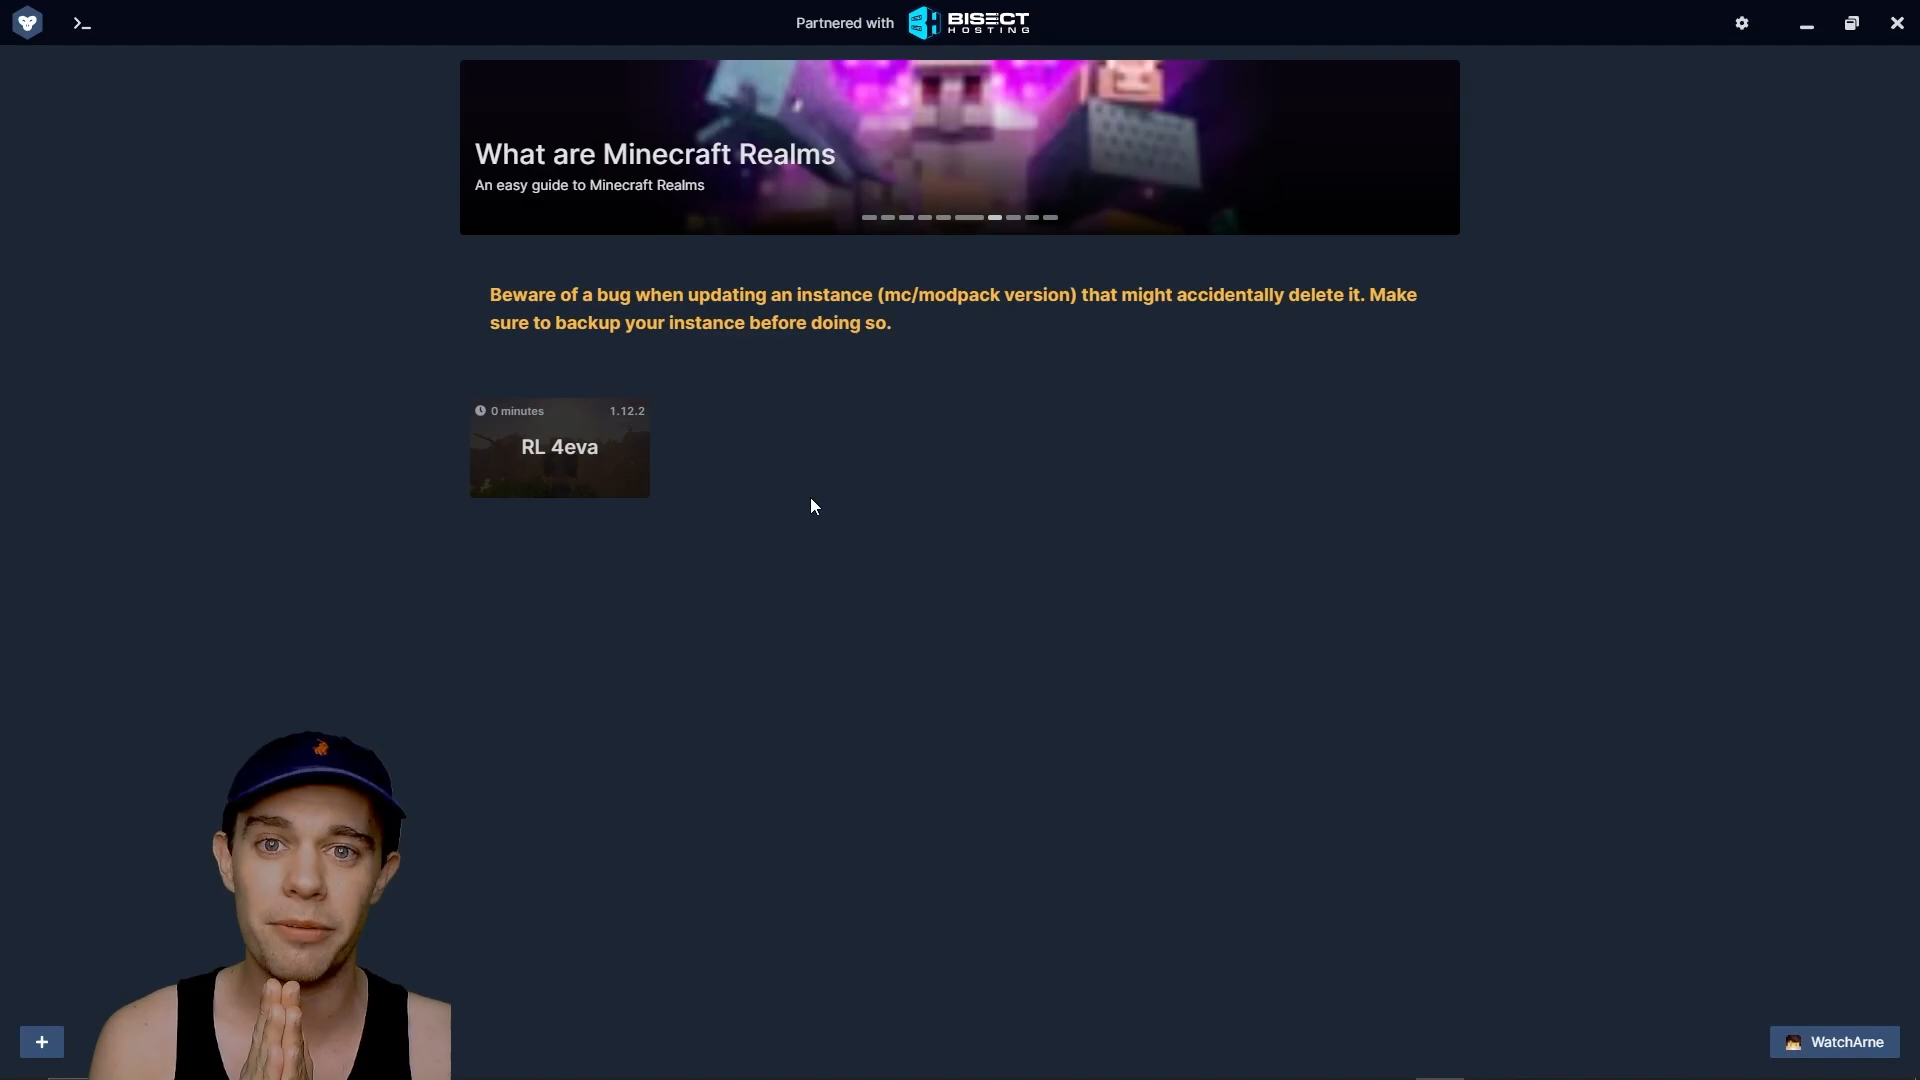 Partnered with BISECT HOSTING
What are Minecraft Realms
An easy guide to Minecraft Realms
Beware of a bug when updating an instance (mc/modpack version) that might accidentally delete it. Make
sure to backup your instance before doing so.
0 minutes 1.12.2
RL 4eva
WatchArne